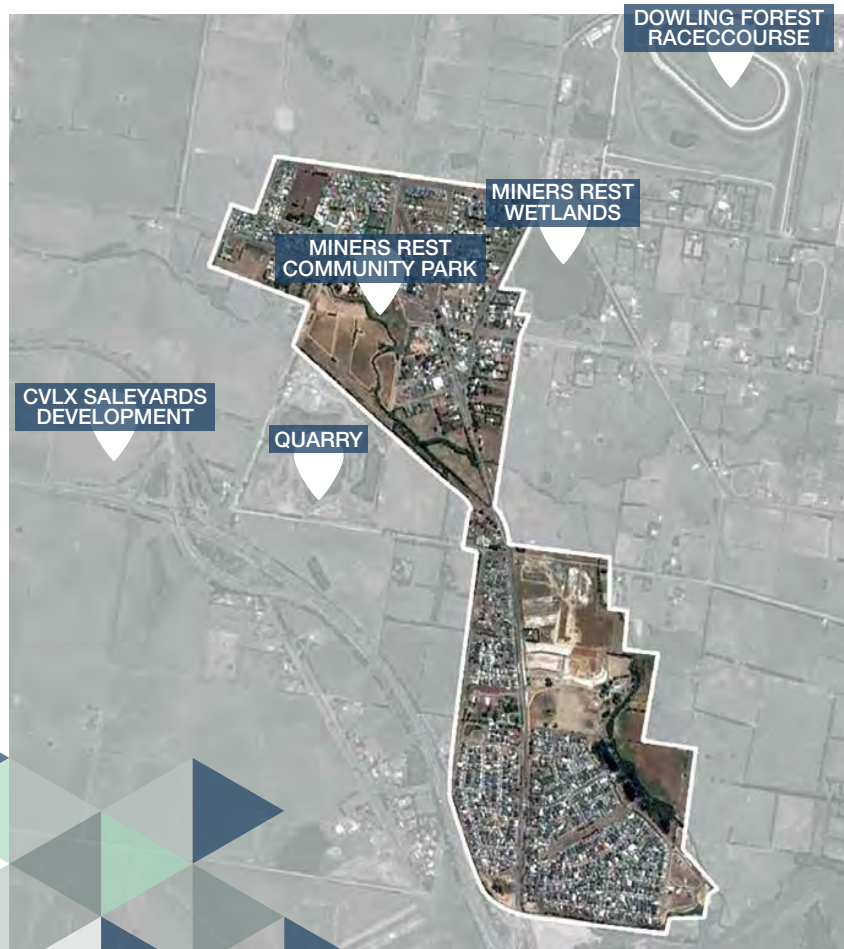 DOWLING FOREST
RACECCOURSE
MINERS REST
WETLANDS
MINERS REST
COMMUNITY PARK
CVLX SALEYARDS
DEVELOPMENT
QUARRY